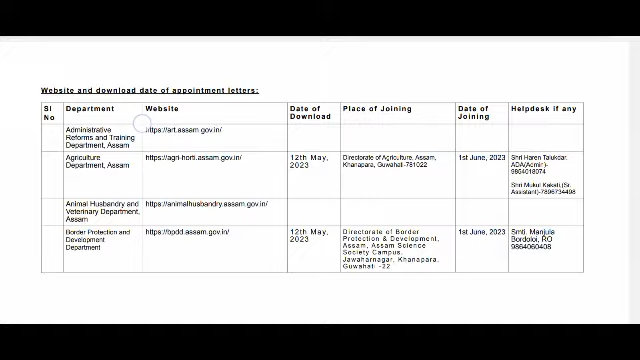 Website and download date of appointment letters:
Sl No Department Website Date of Download Place of Joining Date of Joining Helpdesk if any
Administrative Reforms and Training Department, Assam https://art.assam.gov.in/
Agriculture Department, Assam https://agri-horti.assam.gov.in/ 12th May, 2023 Directorate of Agriculture, Assam, Khanapara, Guwahati-781022 1st June, 2023 Shri Haren Talukdar, ADA(Admin)- 9854018074 Shri Mukul Kakati,(Sr. Assistant)-7896734498
Animal Husbandry and Veterinary Department, Assam https://animalhusbandry.assam.gov.in/
Border Protection and Development Department https://bpdd.assam.gov.in/ 12th May, 2023 Directorate of Border Protection & Development, Assam, Assam Science Society Campus, Jawaharnagar, Khanapara, Guwahati -22 1st June, 2023 Smti. Manjula Bordoloi, RO 9864060408